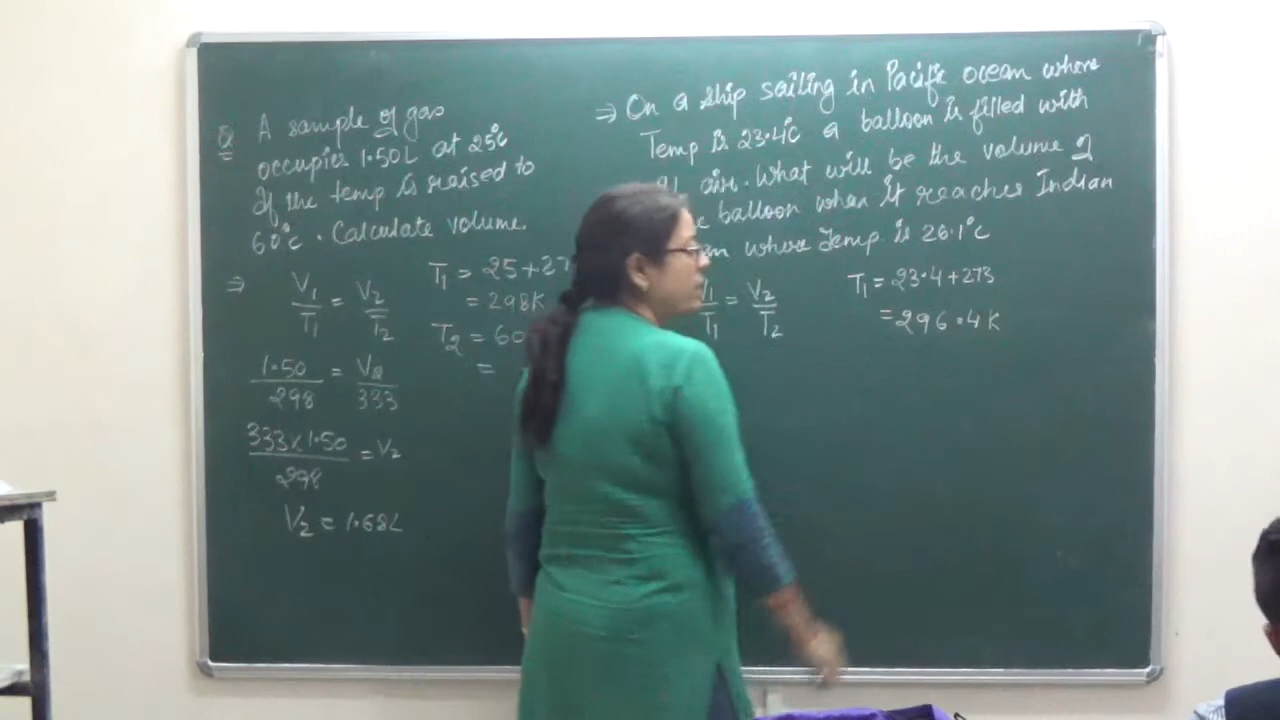 Q A sample of gas
occupies 1.50L at 25°C
If the temp is raised to
60°C. Calculate volume.
⇒ V₁/T₁ = V₂/T₂
T₁ = 25+27
= 298K
T₂ = 60
=
1.50/298 = V₂/333
333×1.50/298 = V₂
V₂ = 1.68L
⇒ On a ship sailing in Pacific ocean where
Temp is 23.4°C a balloon is filled with
air. What will be the volume of
balloon when it reaches Indian
where Temp. is 26.1°C
V₁/T₁ = V₂/T₂
T₁ = 23.4+273
= 296.4K